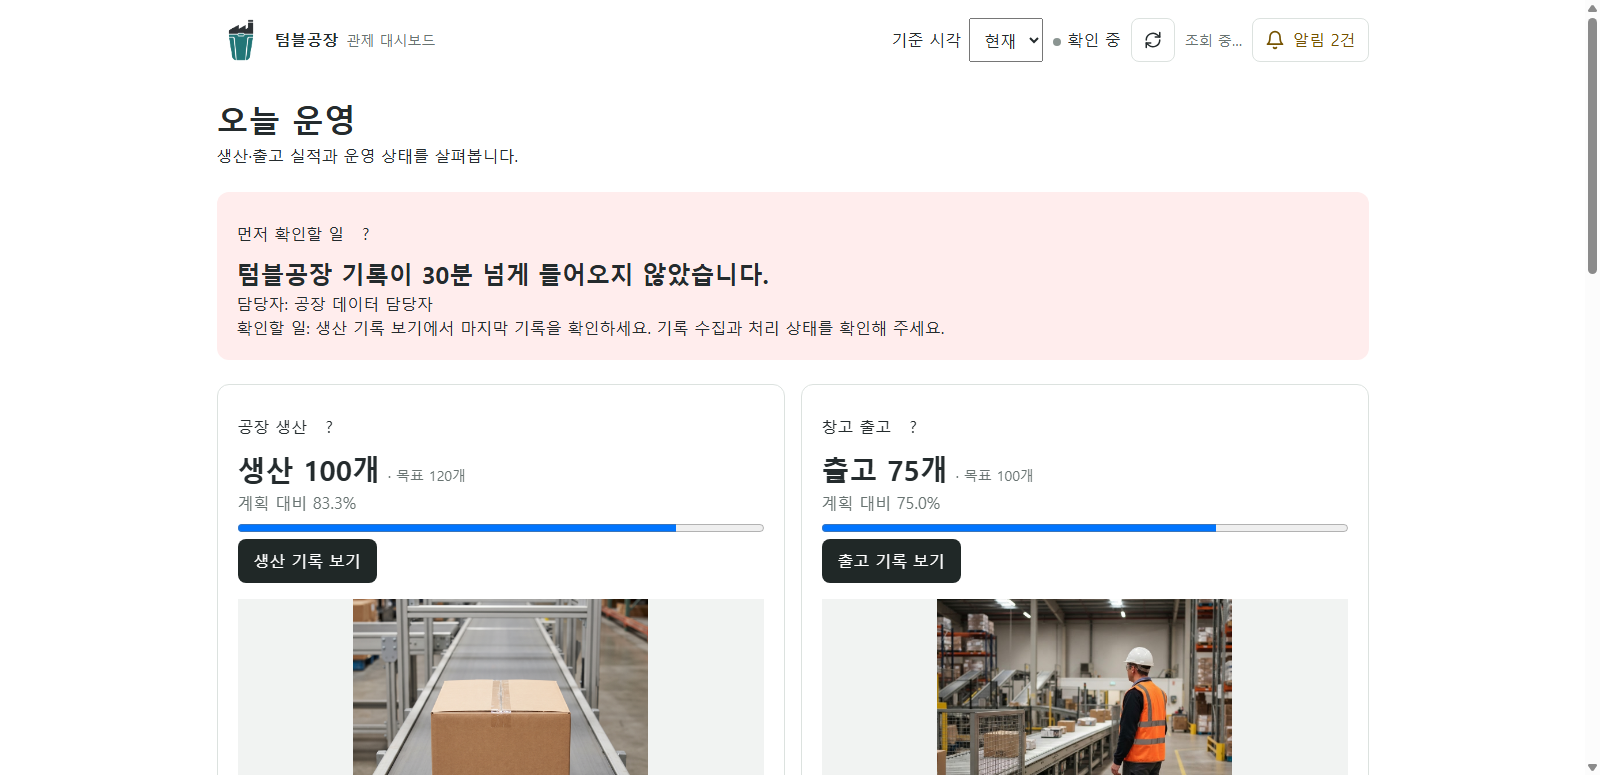 텀블공장 관제 대시보드
기준 시각 현재 확인 중 조회 중... 알림 2건
오늘 운영
생산·출고 실적과 운영 상태를 살펴봅니다.
먼저 확인할 일 ?
텀블공장 기록이 30분 넘게 들어오지 않았습니다.
담당자: 공장 데이터 담당자
확인할 일: 생산 기록 보기에서 마지막 기록을 확인하세요. 기록 수집과 처리 상태를 확인해 주세요.
공장 생산 ?
생산 100개 · 목표 120개
계획 대비 83.3%
생산 기록 보기
창고 출고 ?
출고 75개 · 목표 100개
계획 대비 75.0%
출고 기록 보기